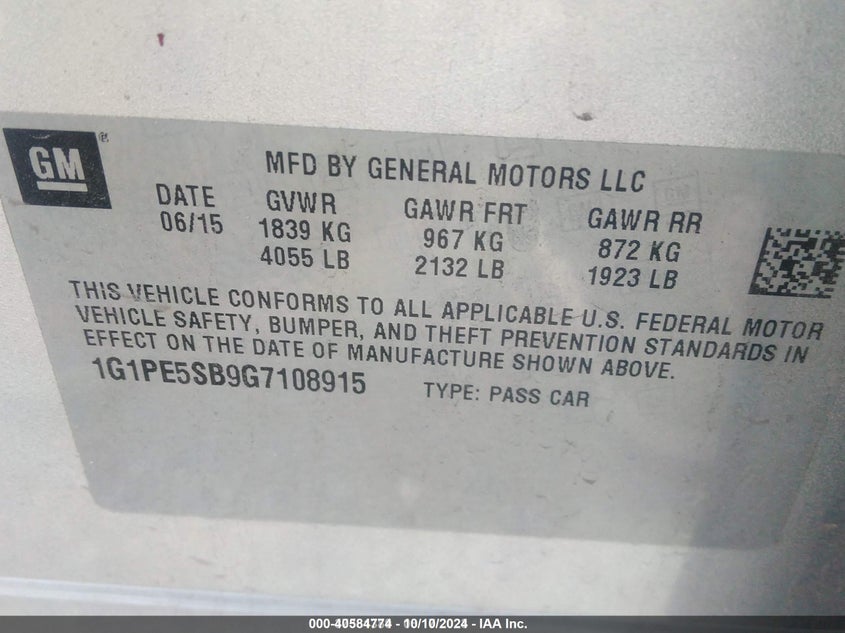 GM
MFD BY GENERAL MOTORS LLC
DATE GVWR GAWR FRT GAWR RR
06/15 1839 KG 967 KG 872 KG
4055 LB 2132 LB 1923 LB
THIS VEHICLE CONFORMS TO ALL APPLICABLE U.S. FEDERAL MOTOR
VEHICLE SAFETY, BUMPER, AND THEFT PREVENTION STANDARDS IN
EFFECT ON THE DATE OF MANUFACTURE SHOWN ABOVE.
1G1PE5SB9G7108915 TYPE: PASS CAR
000-40584774 - 10/10/2024 - IAA Inc.